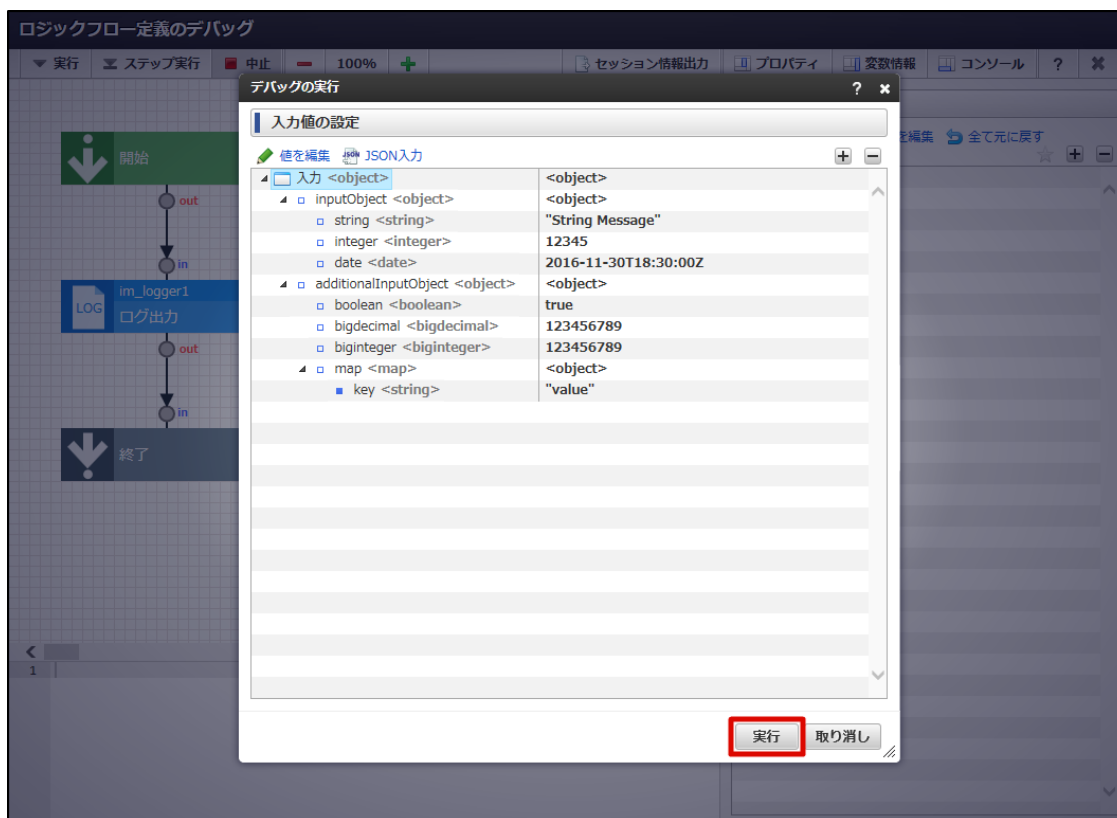 ロジックフロー定義のデバッグ
実行 ステップ実行 中止 100% セッション情報出力 プロパティ 変数情報 コンソール ?
デバッグの実行 ?
入力値の設定
値を編集 JSON入力
入力 <object> <object>
inputObject <object> <object>
string <string> "String Message"
integer <integer> 12345
date <date> 2016-11-30T18:30:00Z
additionalInputObject <object> <object>
boolean <boolean> true
bigdecimal <bigdecimal> 123456789
biginteger <biginteger> 123456789
map <map> <object>
key <string> "value"
実行 取り消し
を編集 全て元に戻す
開始
out
in
im_logger1
LOG ログ出力
out
in
終了
1